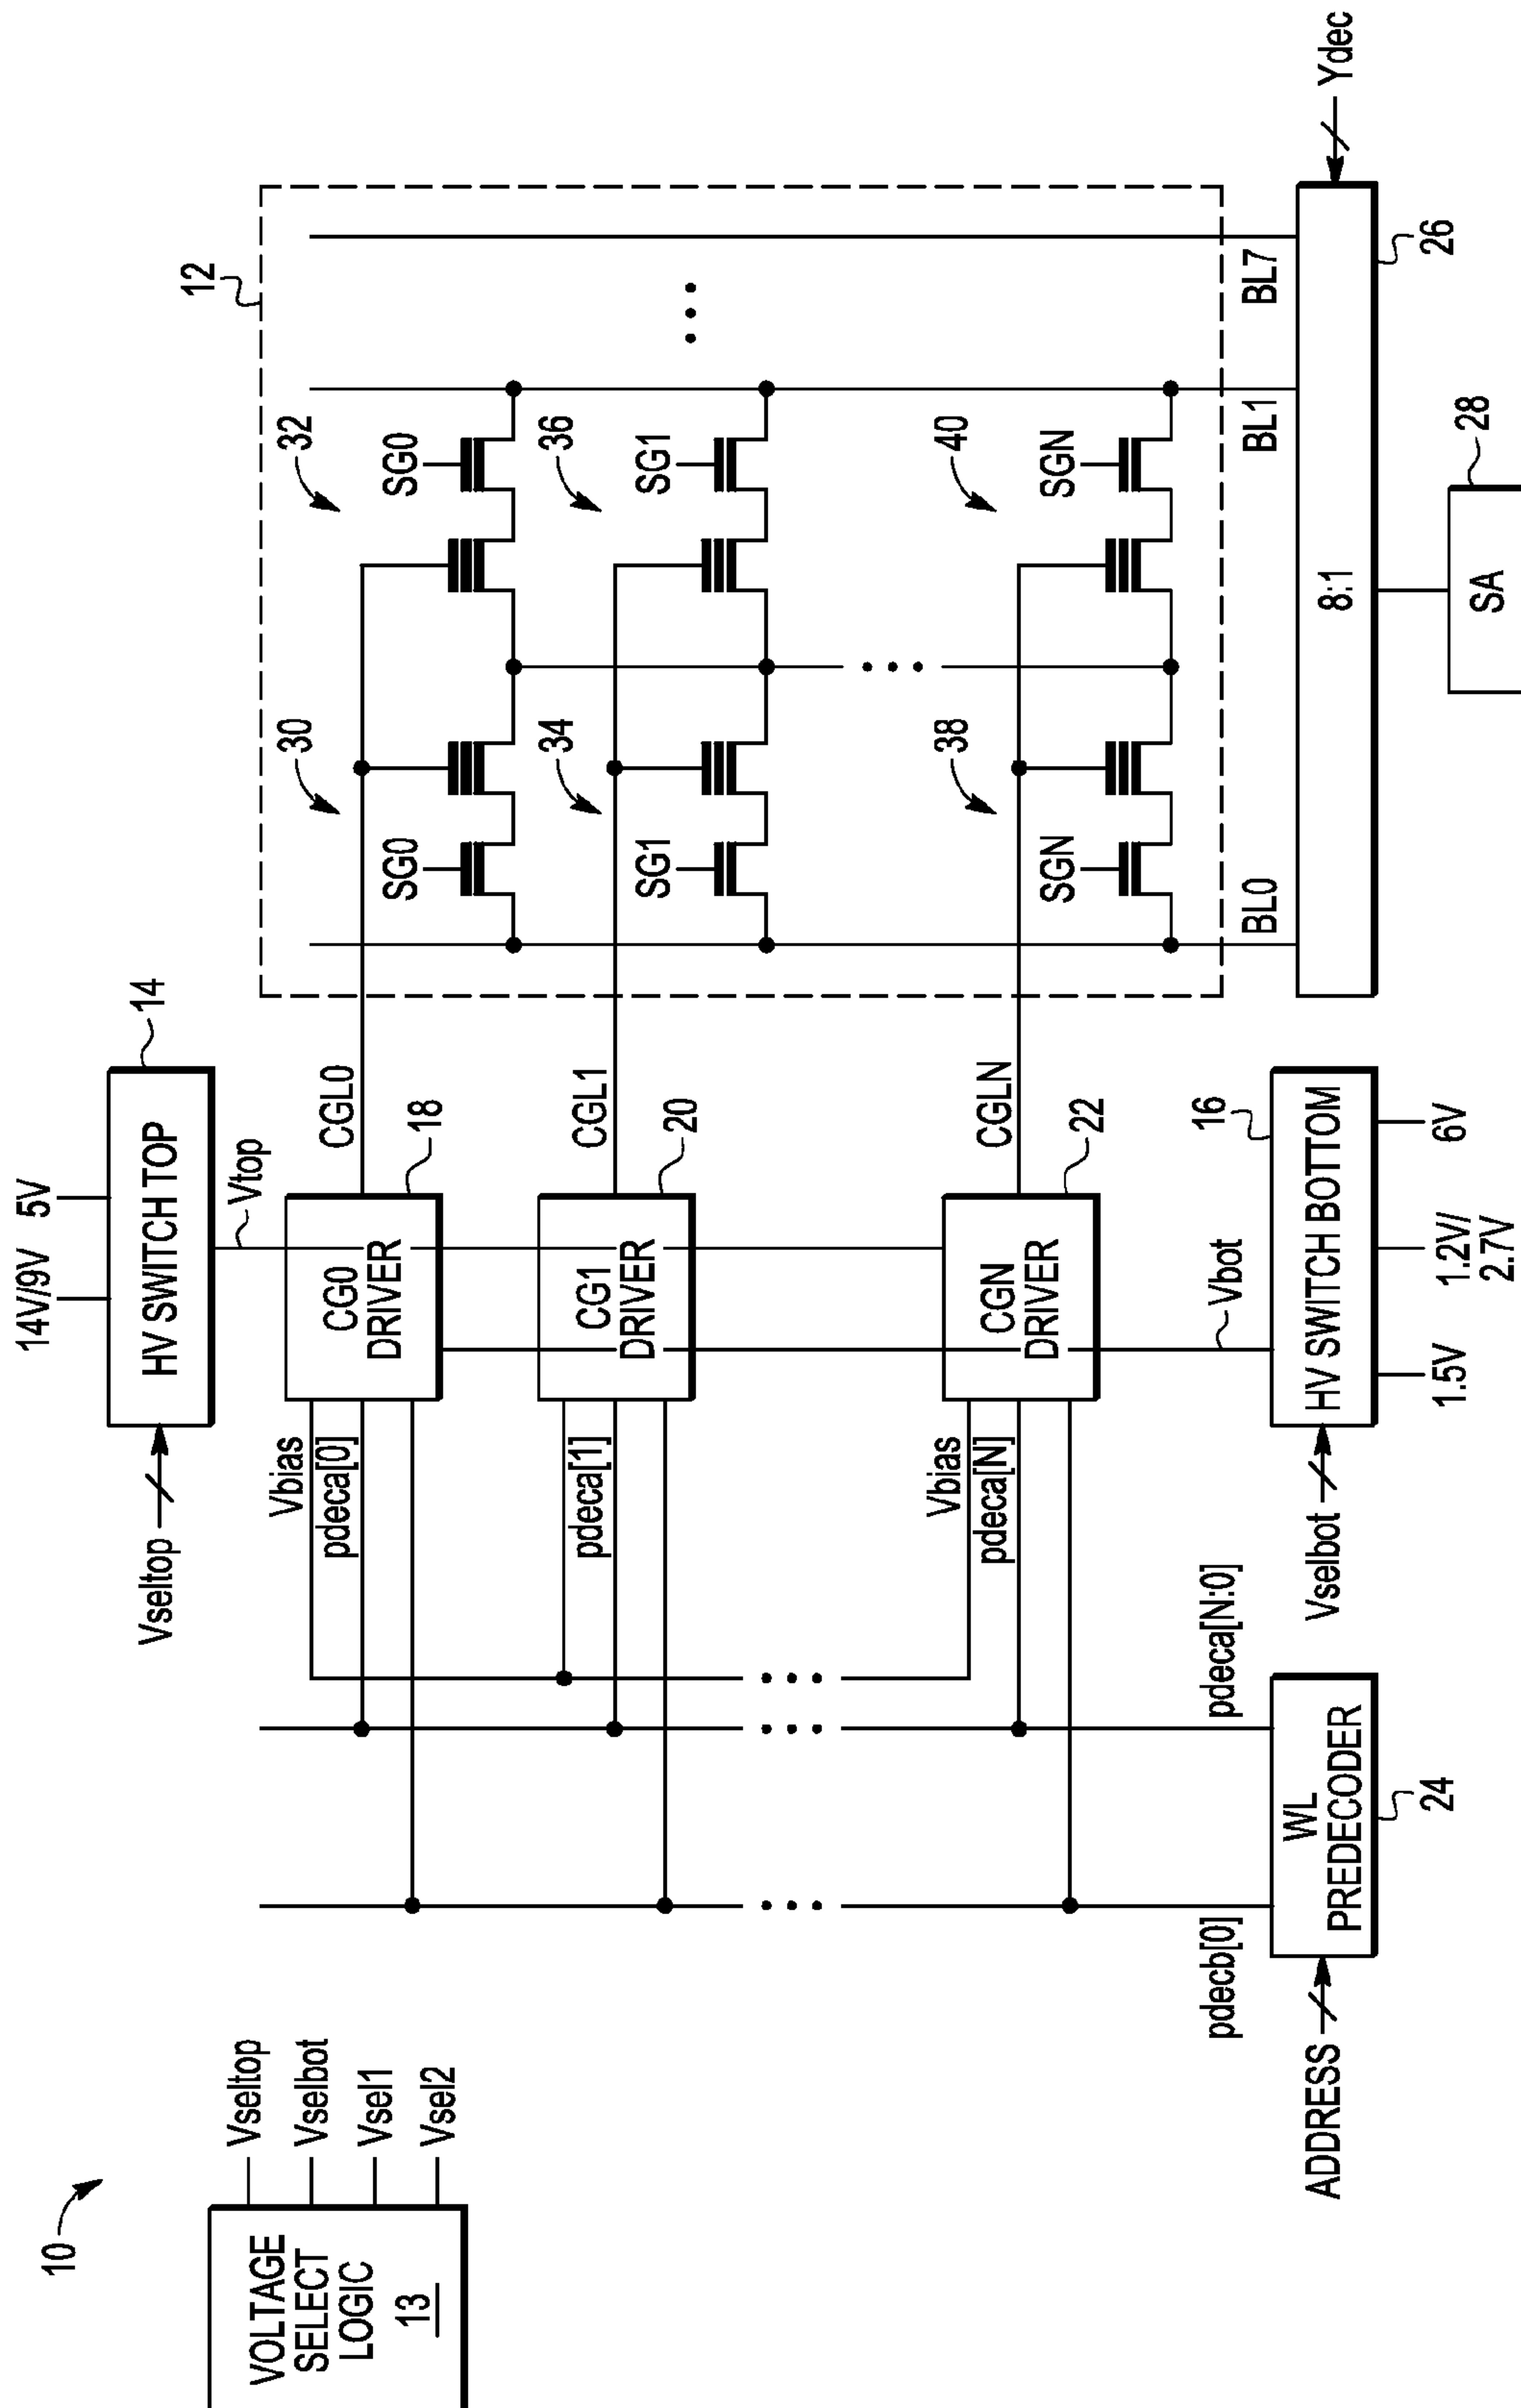 10
VOLTAGE
SELECT
LOGIC
13
Vseltop
Vselbot
Vsel1
Vsel2
14V/9V
5V
Vseltop
HV SWITCH TOP
14
Vtop
Vbias
pdeca[0]
CG0
DRIVER
18
CGL0
pdeca[1]
CG1
DRIVER
20
CGL1
Vbias
pdeca[N]
CGN
DRIVER
22
CGLN
12
30
32
SG0
SG0
34
36
SG1
SG1
38
40
SGN
SGN
BL0
BL1
BL7
pdecb[0]
pdeca[N:0]
ADDRESS
WL
PREDECODER
24
Vbot
Vselbot
HV SWITCH BOTTOM
16
1.5V
1.2V/
2.7V
6V
8:1
Ydec
26
SA
28